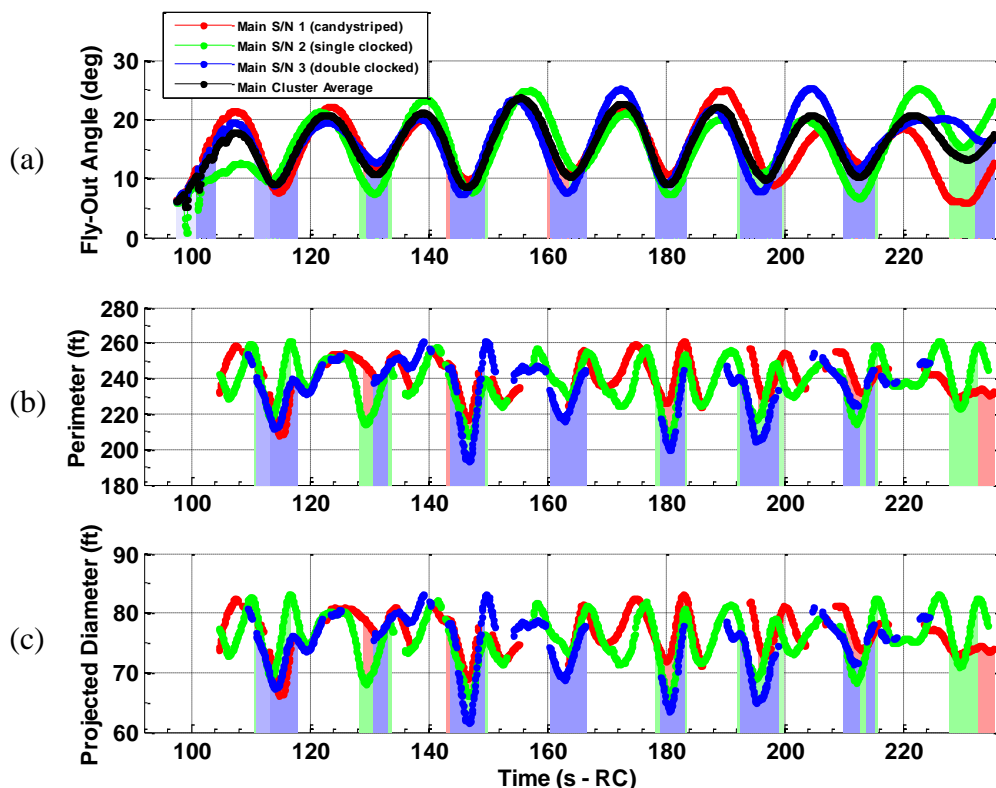 Main S/N 1 (candystriped)
Main S/N 2 (single clocked)
Main S/N 3 (double clocked)
Main Cluster Average
(a)
Fly-Out Angle (deg)
30
20
10
0
100 120 140 160 180 200 220
(b)
Perimeter (ft)
280
260
240
220
200
180
100 120 140 160 180 200 220
(c)
Projected Diameter (ft)
90
80
70
60
100 120 140 160 180 200 220
Time (s - RC)